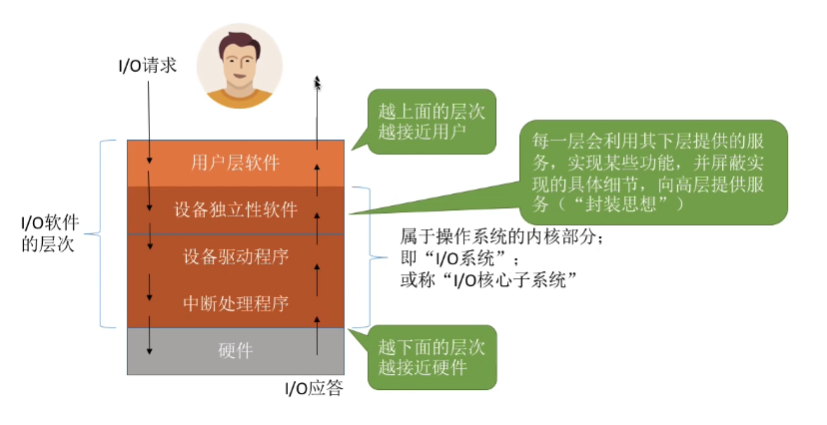 I/O请求
越上面的层次
越接近用户
每一层会利用其下层提供的服
务，实现某些功能，并屏蔽实
现的具体细节，向高层提供服
务（“封装思想”）
用户层软件
设备独立性软件
设备驱动程序
中断处理程序
硬件
I/O软件
的层次
属于操作系统的内核部分；
即“I/O系统”；
或称“I/O核心子系统”
越下面的层次
越接近硬件
I/O应答